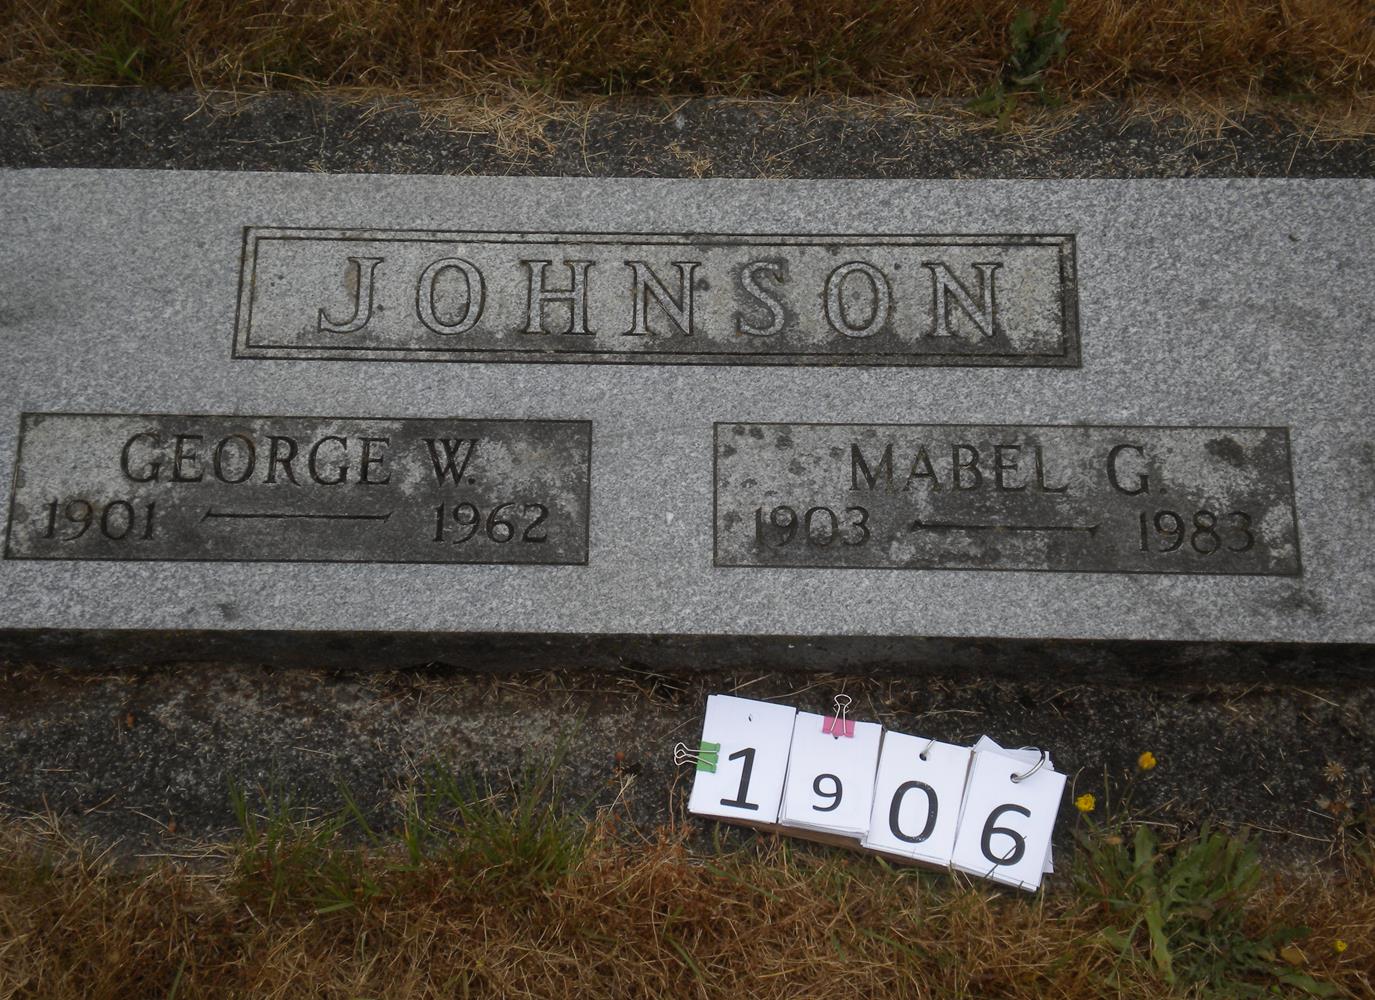 JOHNSON
GEORGE W.
1901 — 1962
MABEL G.
1903 — 1983
1906